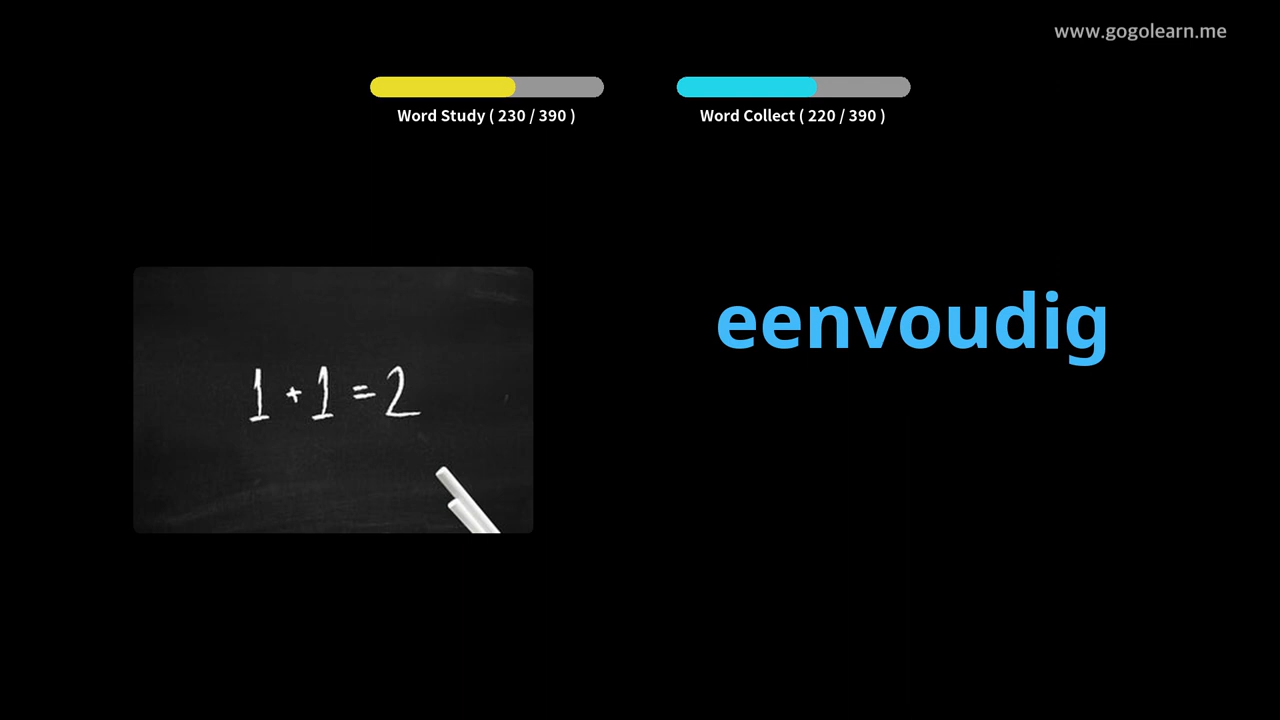 www.gogolearn.me
Word Study ( 230 / 390 )
Word Collect ( 220 / 390 )
eenvoudig
1 + 1 = 2